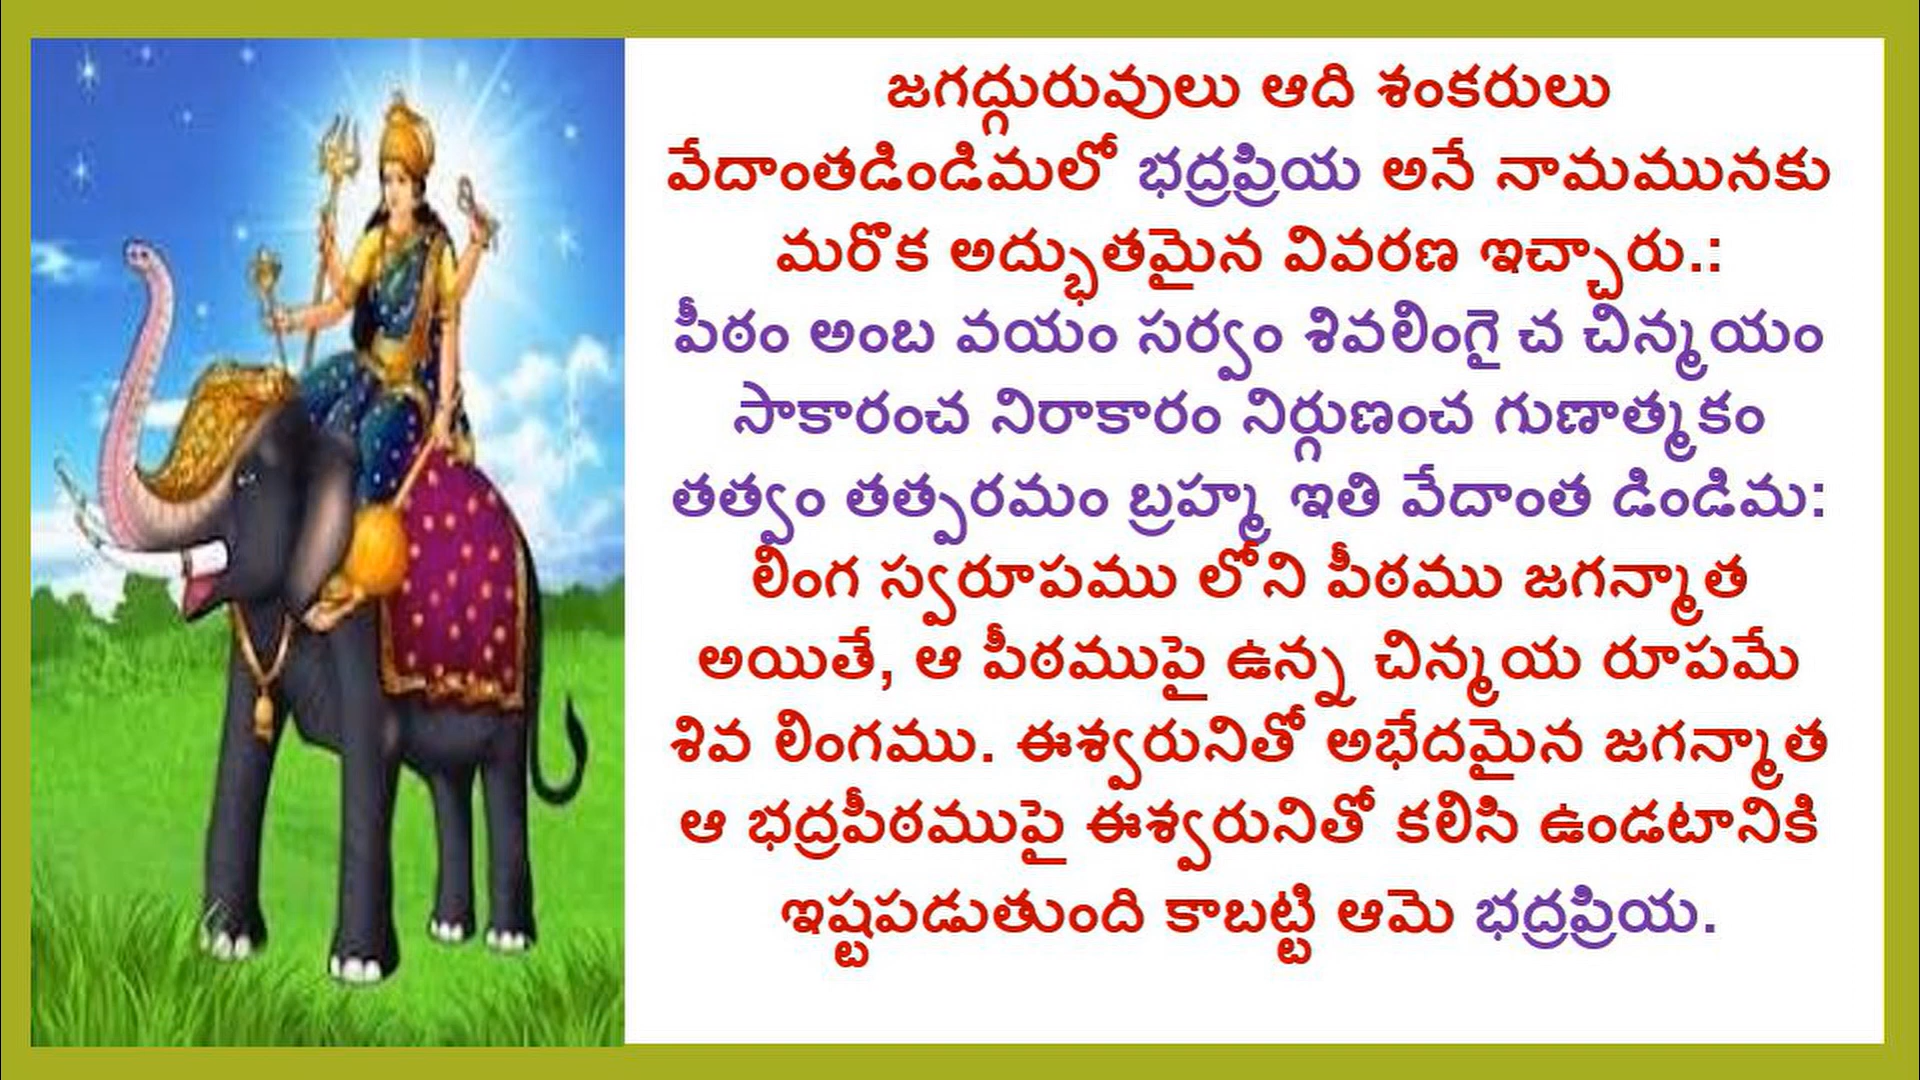 జగద్గురువులు ఆది శంకరులు
వేదాంతడిండిమలో భద్రప్రియ అనే నామమునకు
మరొక అద్భుతమైన వివరణ ఇచ్చారు.:
పీఠం అంబ వయం సర్వం శివలింగై చ చిన్మయం
సాకారంచ నిరాకారం నిర్గుణంచ గుణాత్మకం
తత్వం తత్పరమం బ్రహ్మ ఇతి వేదాంత డిండిమ:
లింగ స్వరూపము లోని పీఠము జగన్మాత
అయితే, ఆ పీఠముపై ఉన్న చిన్మయ రూపమే
శివ లింగము. ఈశ్వరునితో అభేదమైన జగన్మాత
ఆ భద్రపీఠముపై ఈశ్వరునితో కలిసి ఉండటానికి
ఇష్టపడుతుంది కాబట్టి ఆమె భద్రప్రియ.